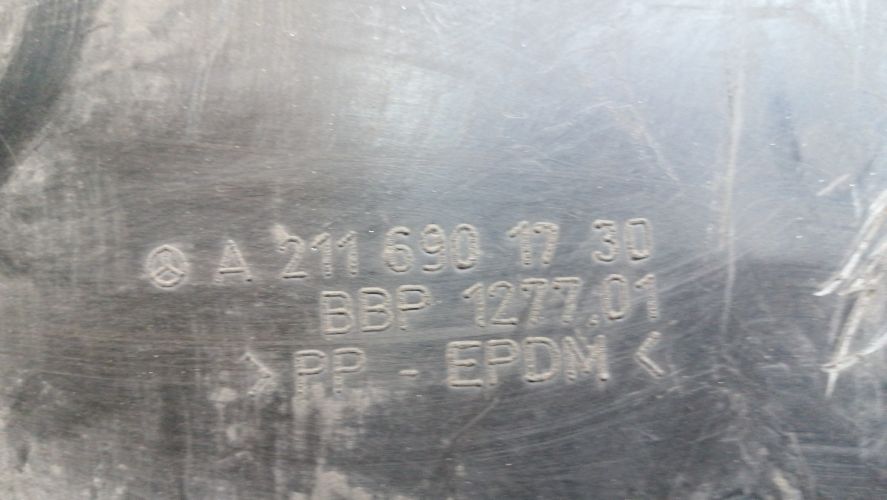 A 211 690 17 30
BBP 1277.01
>PP - EPDM<